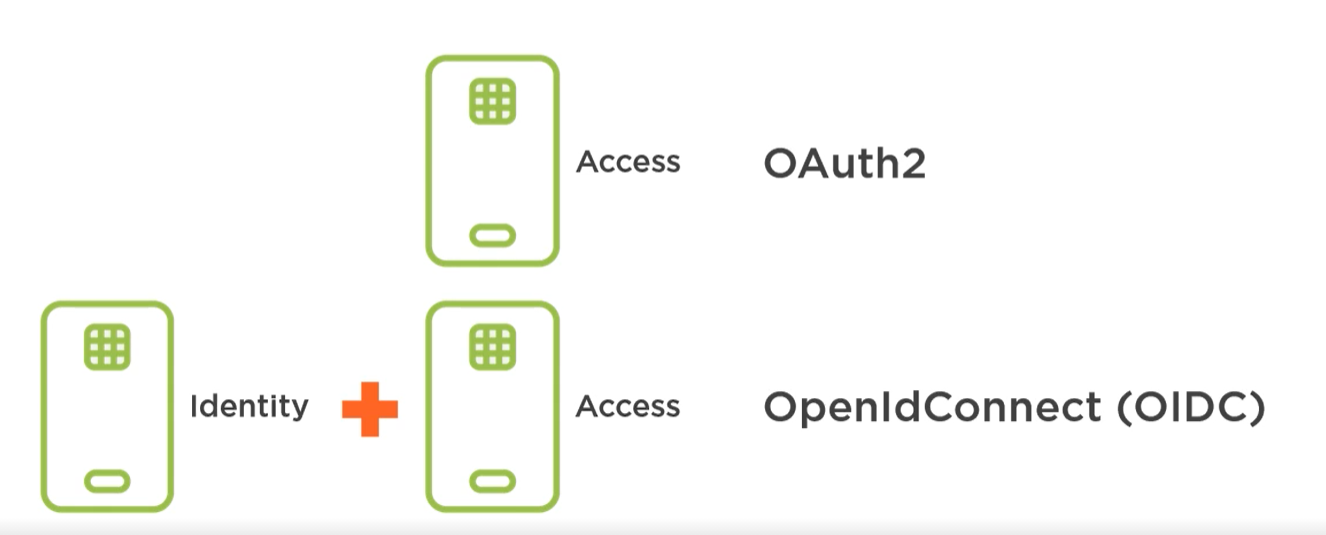 Access OAuth2
Identity Access OpenIdConnect (OIDC)